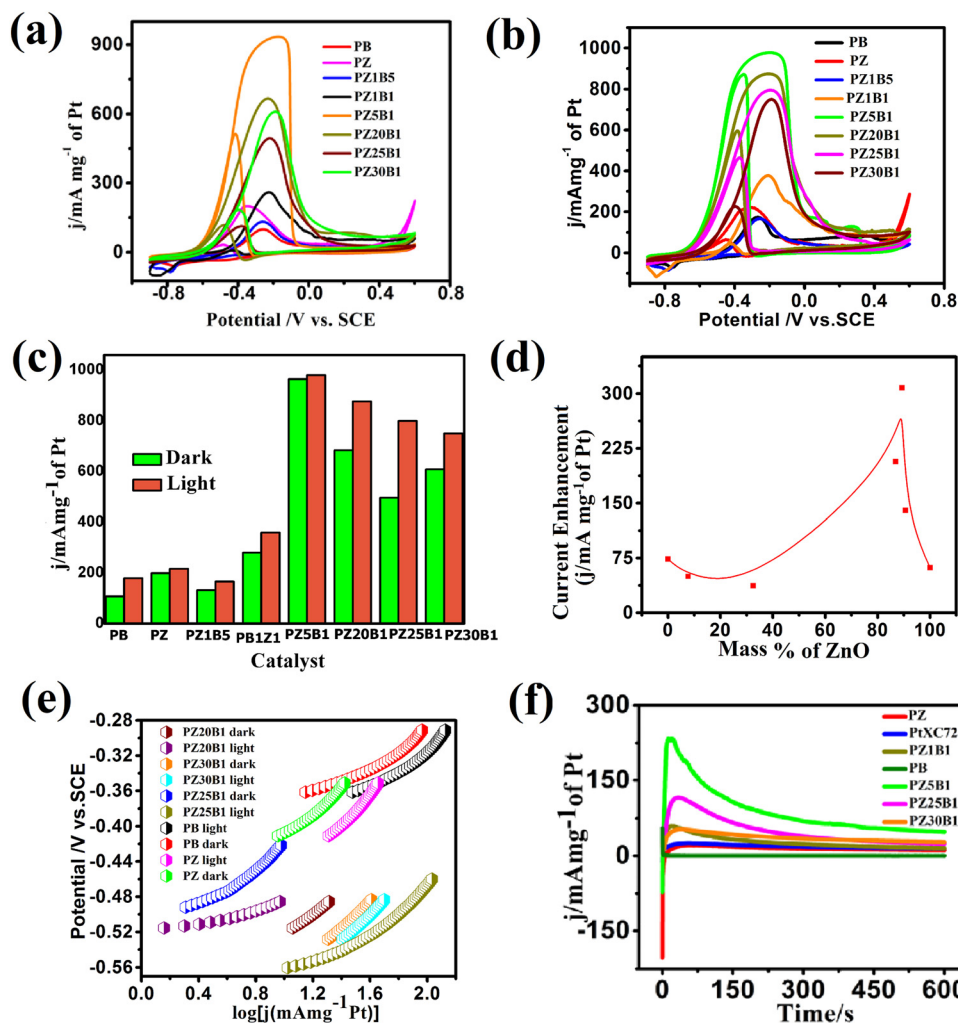 (a)
j/mA mg⁻¹ of Pt
900
600
300
0
-0.8
-0.4
0.0
0.4
0.8
Potential /V vs. SCE
PB
PZ
PZ1B5
PZ1B1
PZ5B1
PZ20B1
PZ25B1
PZ30B1
(b)
j/mAmg⁻¹ of Pt
1000
800
600
400
200
0
-0.8
-0.4
0.0
0.4
0.8
Potential /V vs.SCE
PB
PZ
PZ1B5
PZ1B1
PZ5B1
PZ20B1
PZ25B1
PZ30B1
(c)
j/mAmg⁻¹of Pt
1000
800
600
400
200
0
Dark
Light
PB
PZ
PZ1B5
PB1Z1
PZ5B1
PZ20B1
PZ25B1
PZ30B1
Catalyst
(d)
Current Enhancement
(j/mA mg⁻¹of Pt)
300
225
150
75
0
0
20
40
60
80
100
Mass % of ZnO
(e)
Potential /V vs.SCE
-0.28
-0.32
-0.36
-0.40
-0.44
-0.48
-0.52
-0.56
PZ20B1 dark
PZ20B1 light
PZ30B1 dark
PZ30B1 light
PZ25B1 dark
PZ25B1 light
PB light
PB dark
PZ light
PZ dark
0.0
0.4
0.8
1.2
1.6
2.0
log[j(mAmg⁻¹Pt)]
(f)
j/mAmg⁻¹of Pt
300
150
0
-150
PZ
PtXC72
PZ1B1
PB
PZ5B1
PZ25B1
PZ30B1
0
150
300
450
600
Time/s